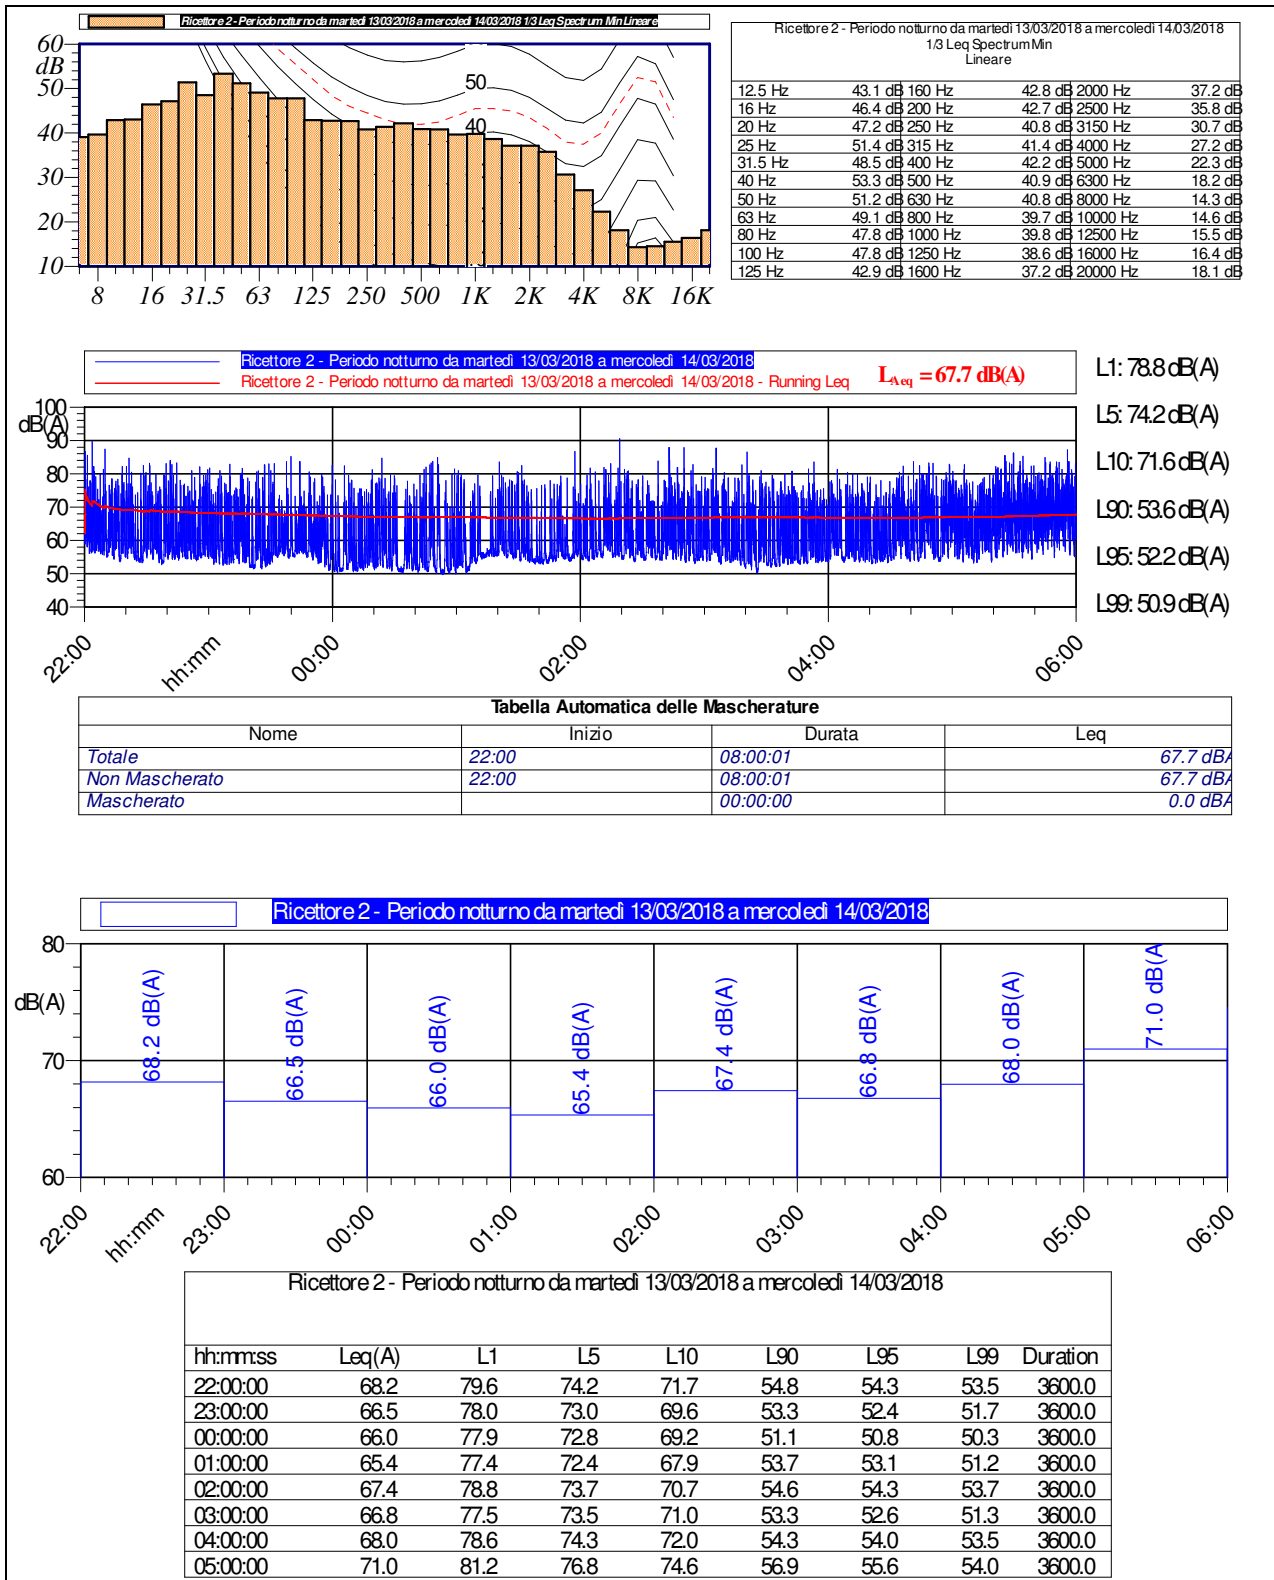 Ricettore 2 - Periodo notturno da martedì 13/03/2018 a mercoledì 14/03/2018 1/3 Leq Spectrum Min Lineare
60
dB
50
40
30
20
10
50
40
8 16 31.5 63 125 250 500 1K 2K 4K 8K 16K
Ricettore 2 - Periodo notturno da martedì 13/03/2018 a mercoledì 14/03/2018
1/3 Leq Spectrum Min
Lineare
12.5 Hz 43.1 dB 160 Hz 42.8 dB 2000 Hz 37.2 dB
16 Hz 46.4 dB 200 Hz 42.7 dB 2500 Hz 35.8 dB
20 Hz 47.2 dB 250 Hz 40.8 dB 3150 Hz 30.7 dB
25 Hz 51.4 dB 315 Hz 41.4 dB 4000 Hz 27.2 dB
31.5 Hz 48.5 dB 400 Hz 42.2 dB 5000 Hz 22.3 dB
40 Hz 53.3 dB 500 Hz 40.9 dB 6300 Hz 18.2 dB
50 Hz 51.2 dB 630 Hz 40.8 dB 8000 Hz 14.3 dB
63 Hz 49.1 dB 800 Hz 39.7 dB 10000 Hz 14.6 dB
80 Hz 47.8 dB 1000 Hz 39.8 dB 12500 Hz 15.5 dB
100 Hz 47.8 dB 1250 Hz 38.6 dB 16000 Hz 16.4 dB
125 Hz 42.9 dB 1600 Hz 37.2 dB 20000 Hz 18.1 dB
Ricettore 2 - Periodo notturno da martedì 13/03/2018 a mercoledì 14/03/2018
Ricettore 2 - Periodo notturno da martedì 13/03/2018 a mercoledì 14/03/2018 - Running Leq
LAeq = 67.7 dB(A)
100
dB(A)
90
80
70
60
50
40
22:00 hh:mm 00:00 02:00 04:00 06:00
L1: 78.8 dB(A)
L5: 74.2 dB(A)
L10: 71.6 dB(A)
L90: 53.6 dB(A)
L95: 52.2 dB(A)
L99: 50.9 dB(A)
Tabella Automatica delle Mascherature
Nome Inizio Durata Leq
Totale 22:00 08:00:01 67.7 dBA
Non Mascherato 22:00 08:00:01 67.7 dBA
Mascherato 00:00:00 0.0 dBA
Ricettore 2 - Periodo notturno da martedì 13/03/2018 a mercoledì 14/03/2018
80
dB(A)
70
60
68.2 dB(A)
66.5 dB(A)
66.0 dB(A)
65.4 dB(A)
67.4 dB(A)
66.8 dB(A)
68.0 dB(A)
71.0 dB(A
22:00 hh:mm 23:00 00:00 01:00 02:00 03:00 04:00 05:00 06:00
Ricettore 2 - Periodo notturno da martedì 13/03/2018 a mercoledì 14/03/2018
hh:mm:ss Leq(A) L1 L5 L10 L90 L95 L99 Duration
22:00:00 68.2 79.6 74.2 71.7 54.8 54.3 53.5 3600.0
23:00:00 66.5 78.0 73.0 69.6 53.3 52.4 51.7 3600.0
00:00:00 66.0 77.9 72.8 69.2 51.1 50.8 50.3 3600.0
01:00:00 65.4 77.4 72.4 67.9 53.7 53.1 51.2 3600.0
02:00:00 67.4 78.8 73.7 70.7 54.6 54.3 53.7 3600.0
03:00:00 66.8 77.5 73.5 71.0 53.3 52.6 51.3 3600.0
04:00:00 68.0 78.6 74.3 72.0 54.3 54.0 53.5 3600.0
05:00:00 71.0 81.2 76.8 74.6 56.9 55.6 54.0 3600.0